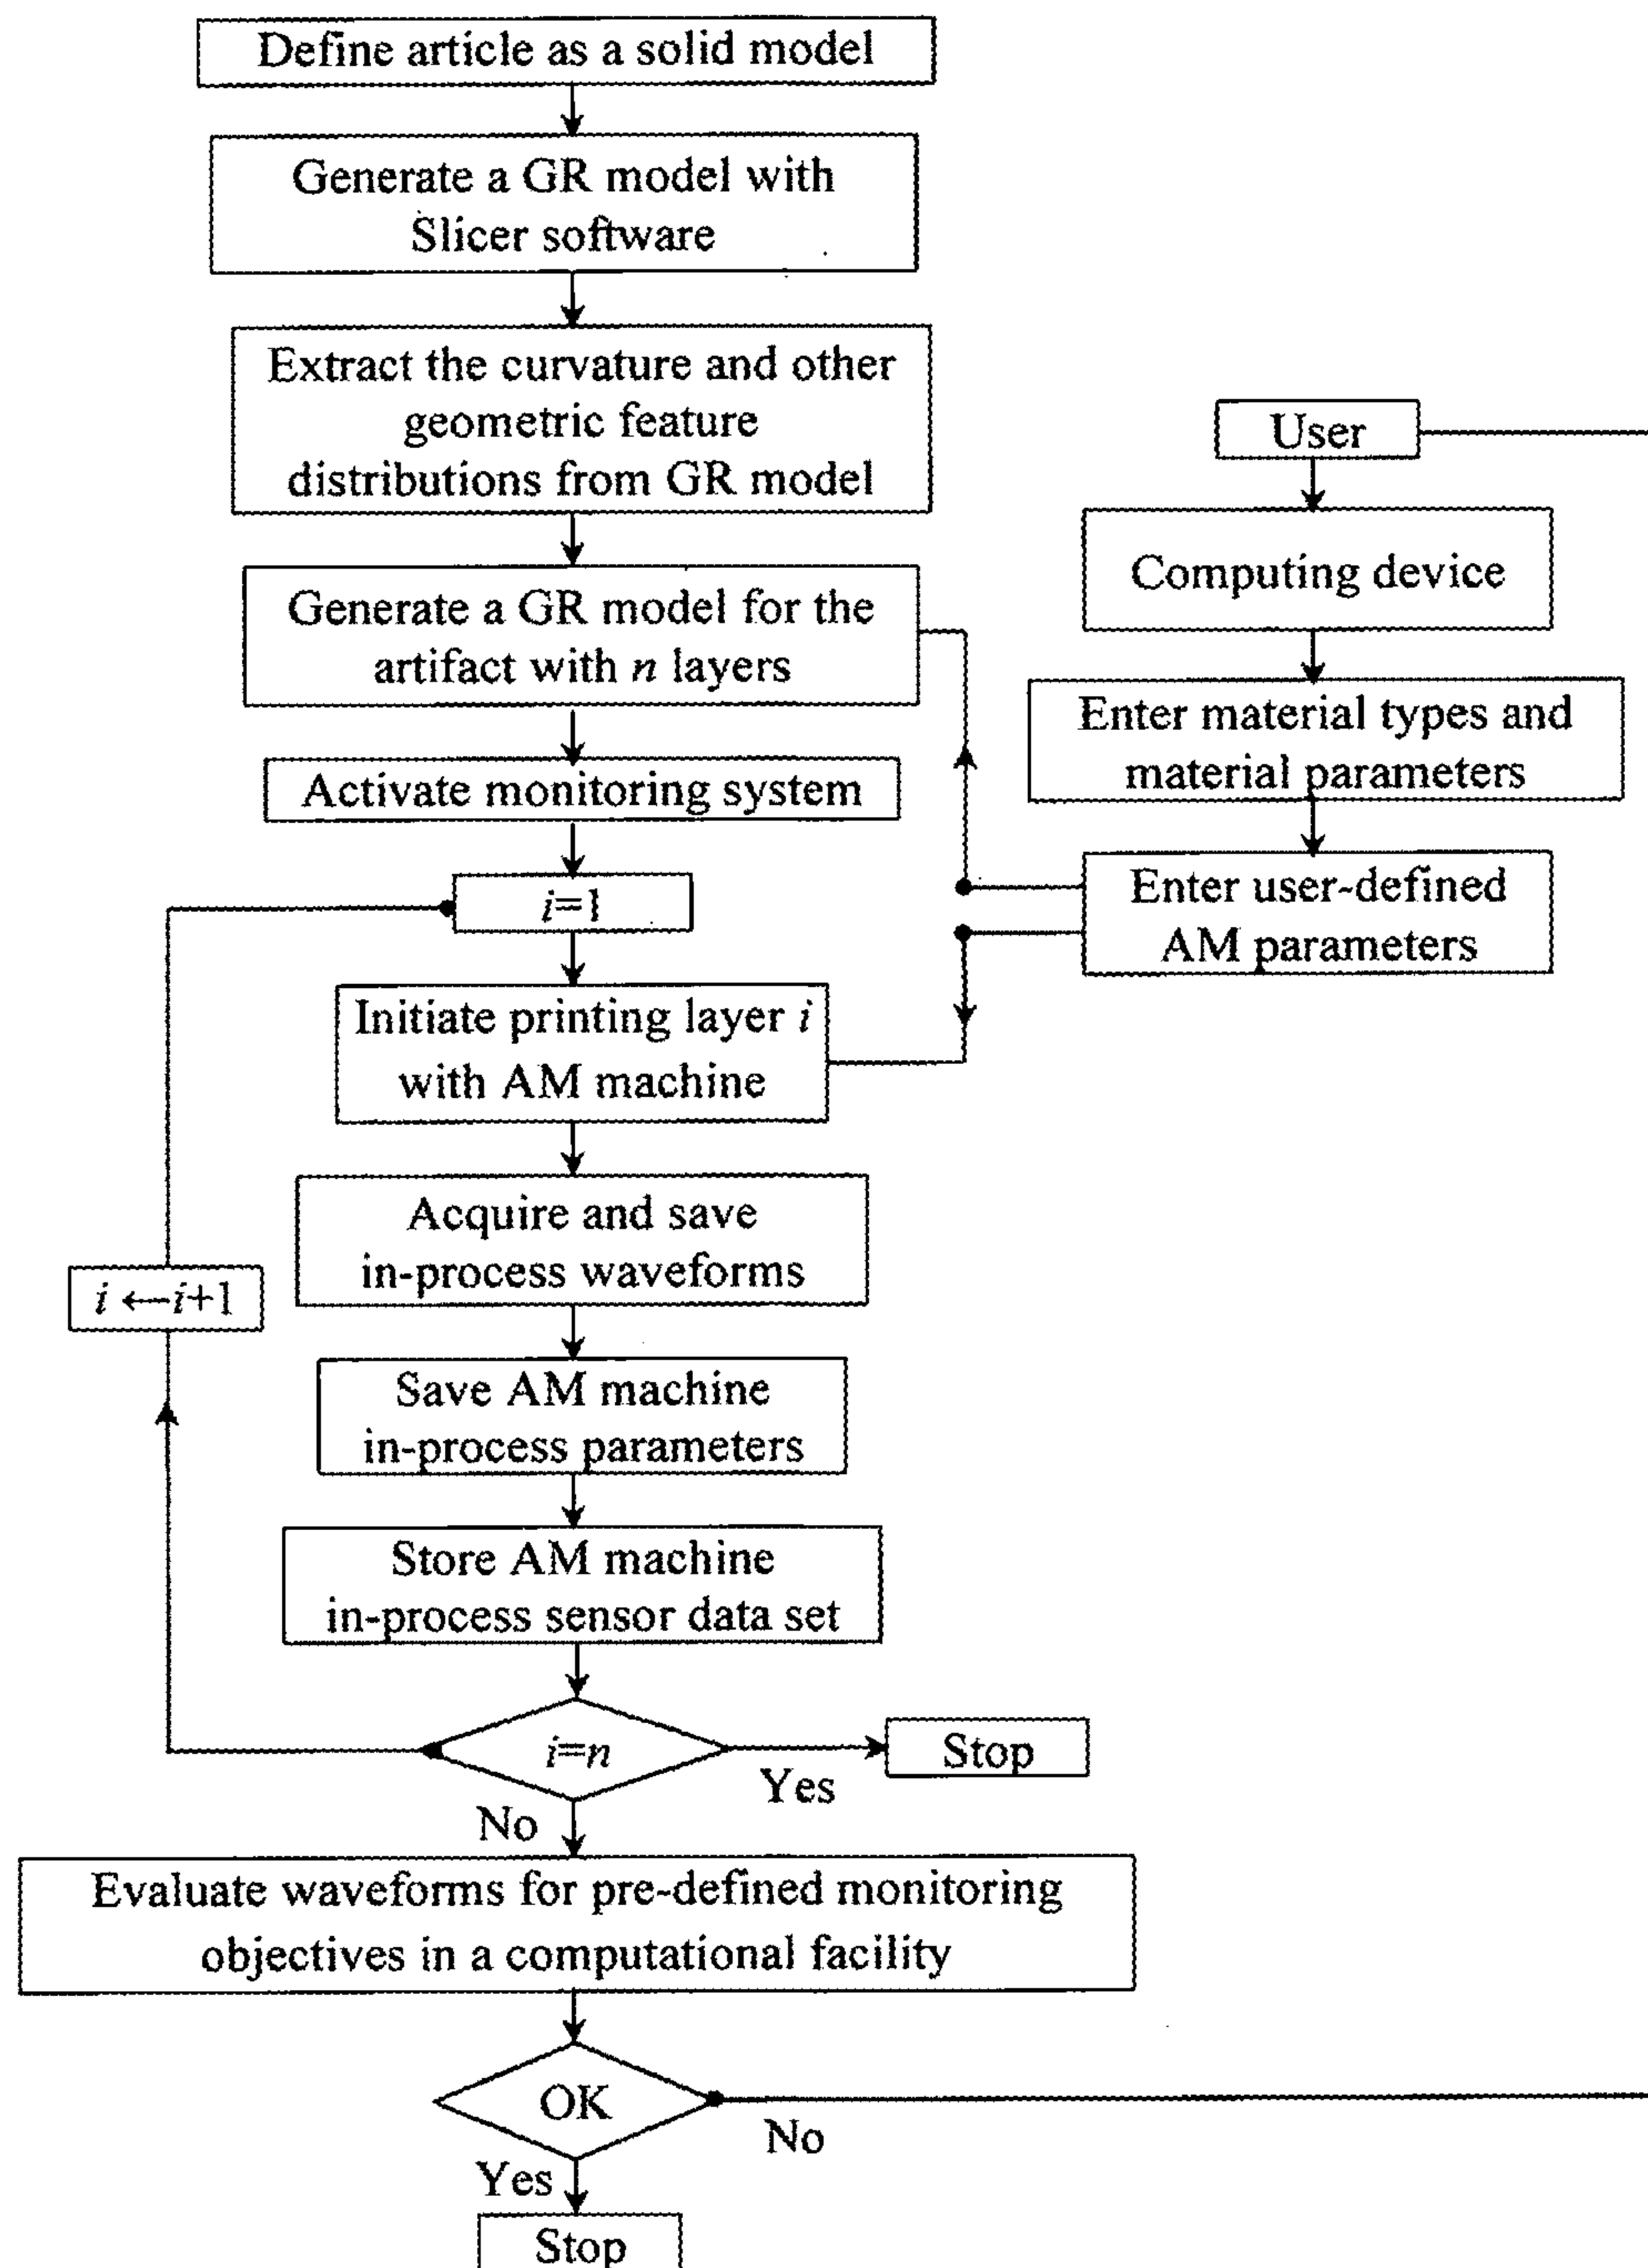 Define article as a solid model
Generate a GR model with
Slicer software
Extract the curvature and other
geometric feature
distributions from GR model
Generate a GR model for the
artifact with n layers
Activate monitoring system
i=1
Initiate printing layer i
with AM machine
Acquire and save
in-process waveforms
i ←i+1
Save AM machine
in-process parameters
Store AM machine
in-process sensor data set
i=n
Yes
Stop
No
Evaluate waveforms for pre-defined monitoring
objectives in a computational facility
OK
No
Yes
Stop
User
Computing device
Enter material types and
material parameters
Enter user-defined
AM parameters